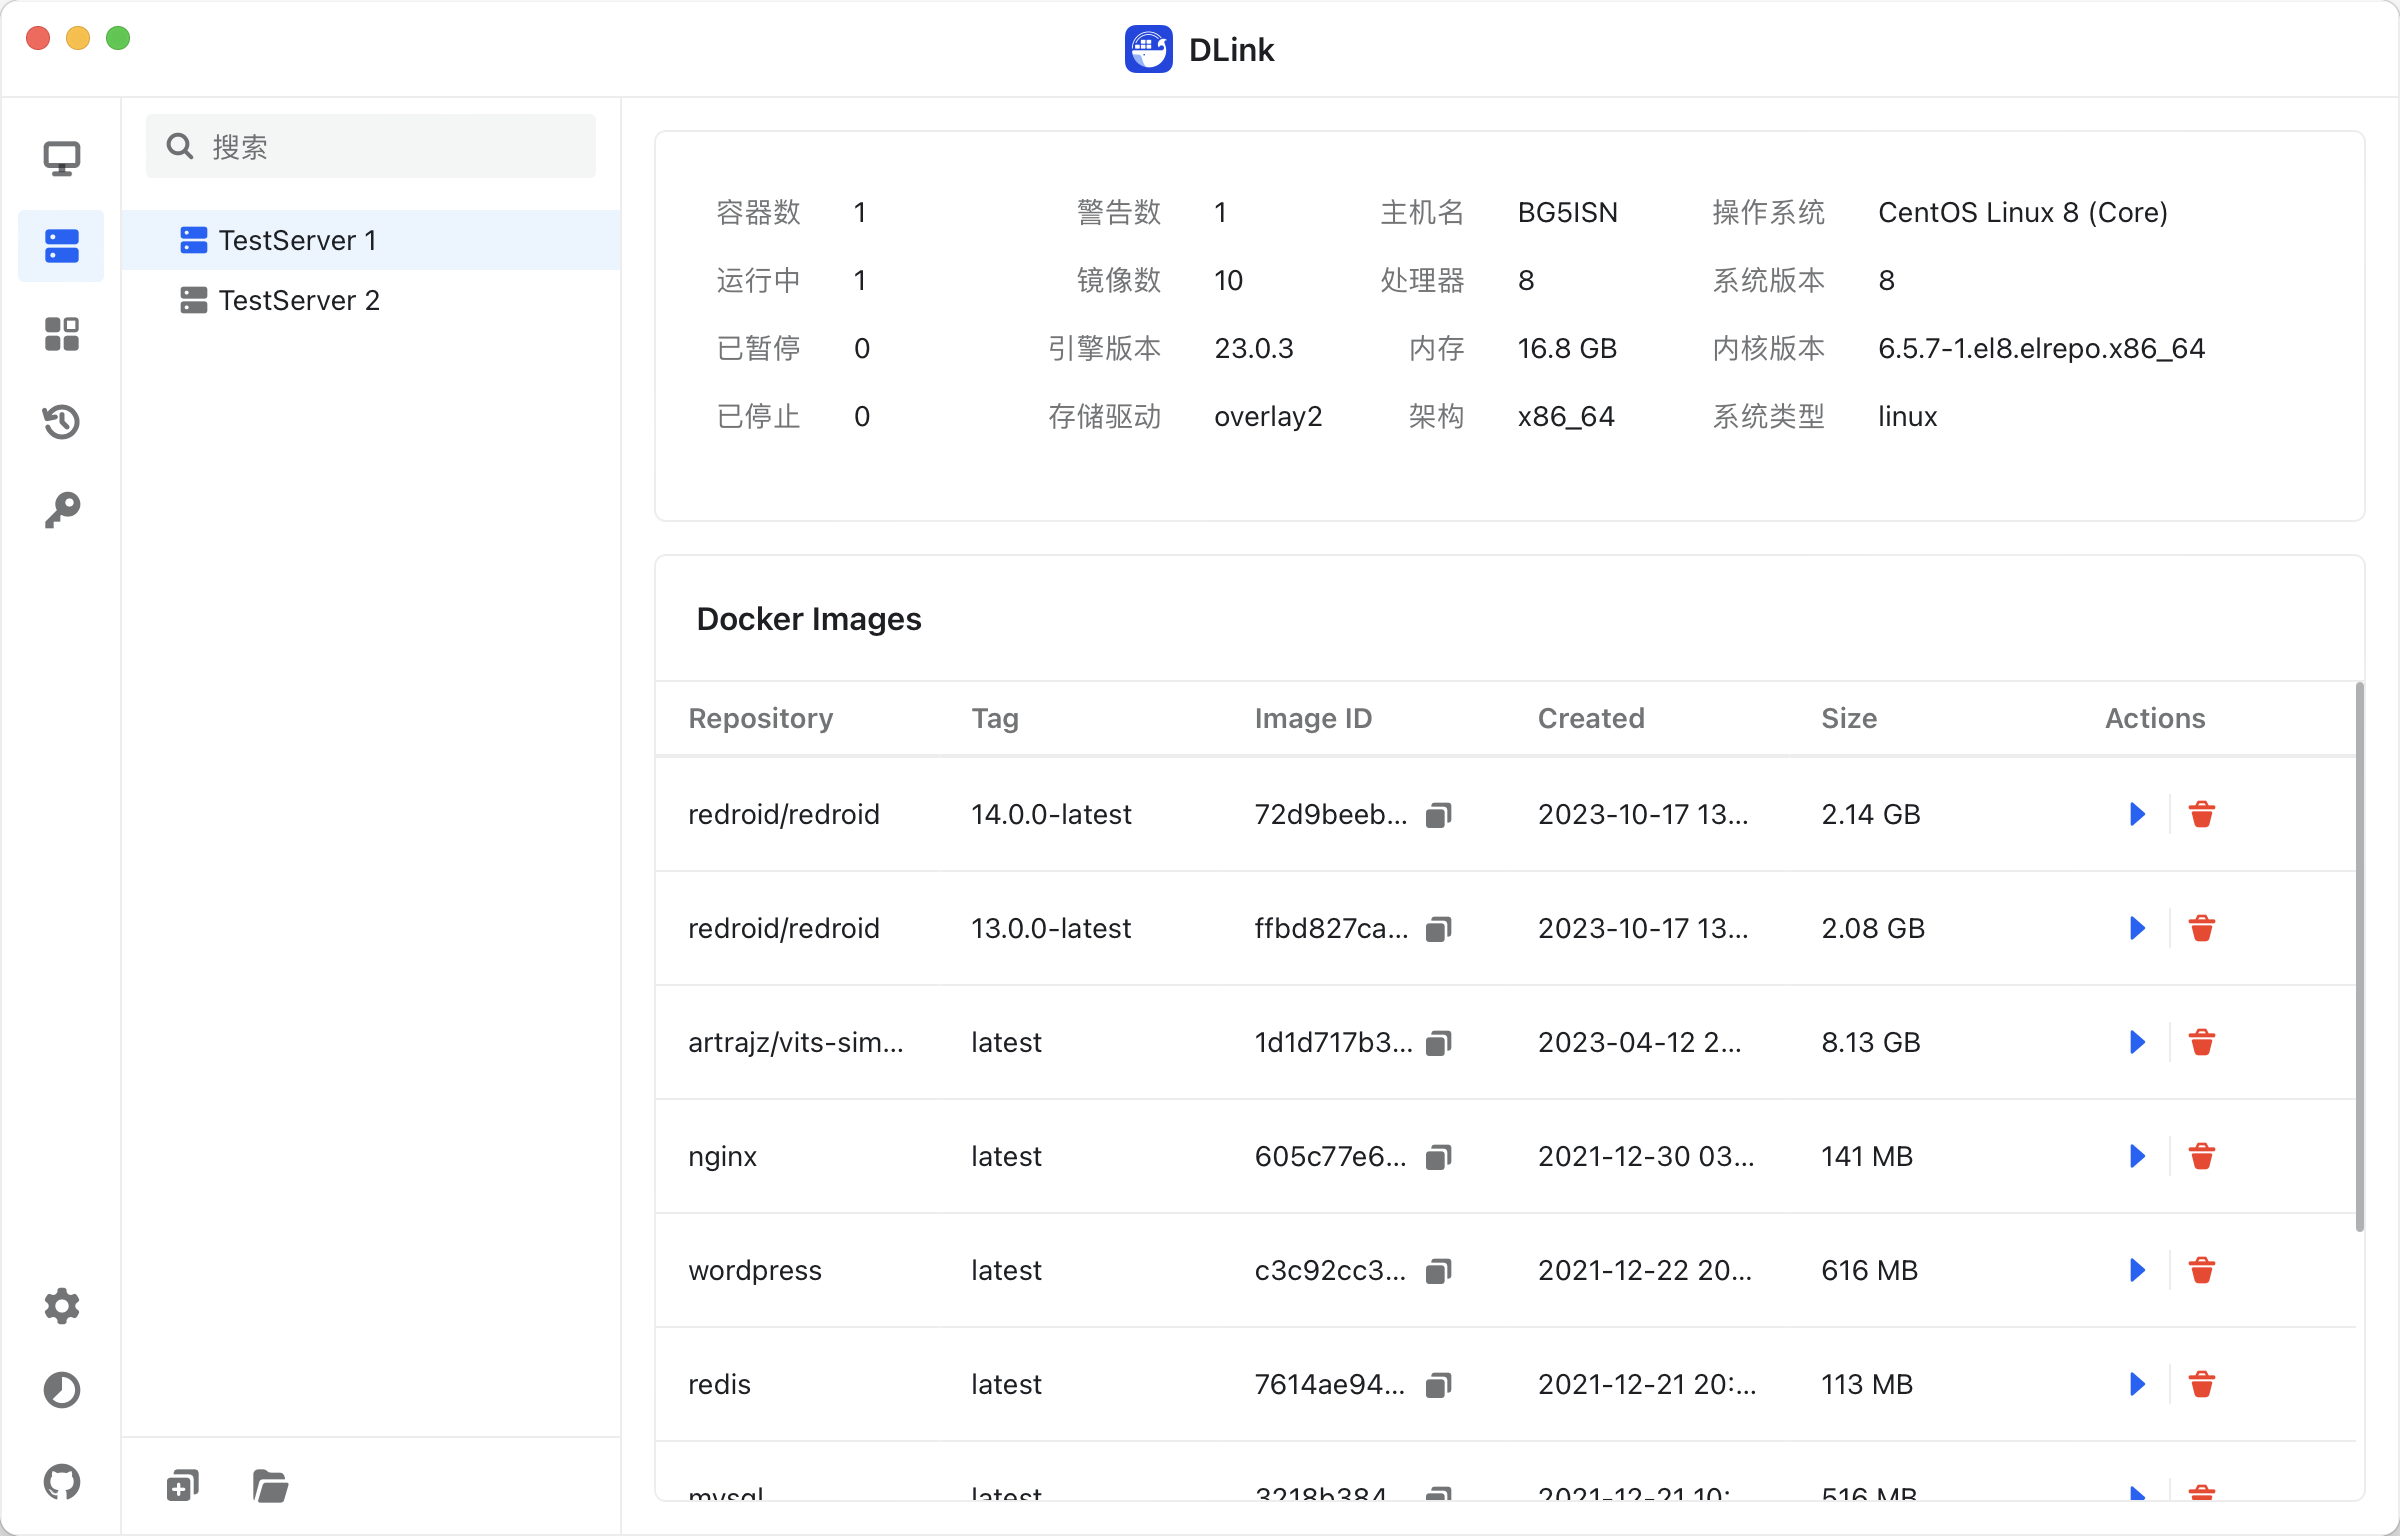 DLink
搜索
TestServer 1
TestServer 2
容器数 1 警告数 1 主机名 BG5ISN 操作系统 CentOS Linux 8 (Core)
运行中 1 镜像数 10 处理器 8 系统版本 8
已暂停 0 引擎版本 23.0.3 内存 16.8 GB 内核版本 6.5.7-1.el8.elrepo.x86_64
已停止 0 存储驱动 overlay2 架构 x86_64 系统类型 linux
Docker Images
Repository Tag Image ID Created Size Actions
redroid/redroid 14.0.0-latest 72d9beeb... 2023-10-17 13... 2.14 GB
redroid/redroid 13.0.0-latest ffbd827ca... 2023-10-17 13... 2.08 GB
artrajz/vits-sim... latest 1d1d717b3... 2023-04-12 2... 8.13 GB
nginx latest 605c77e6... 2021-12-30 03... 141 MB
wordpress latest c3c92cc3... 2021-12-22 20... 616 MB
redis latest 7614ae94... 2021-12-21 20:... 113 MB
mysql latest 3218b384 2021-12-21 10: 516 MB